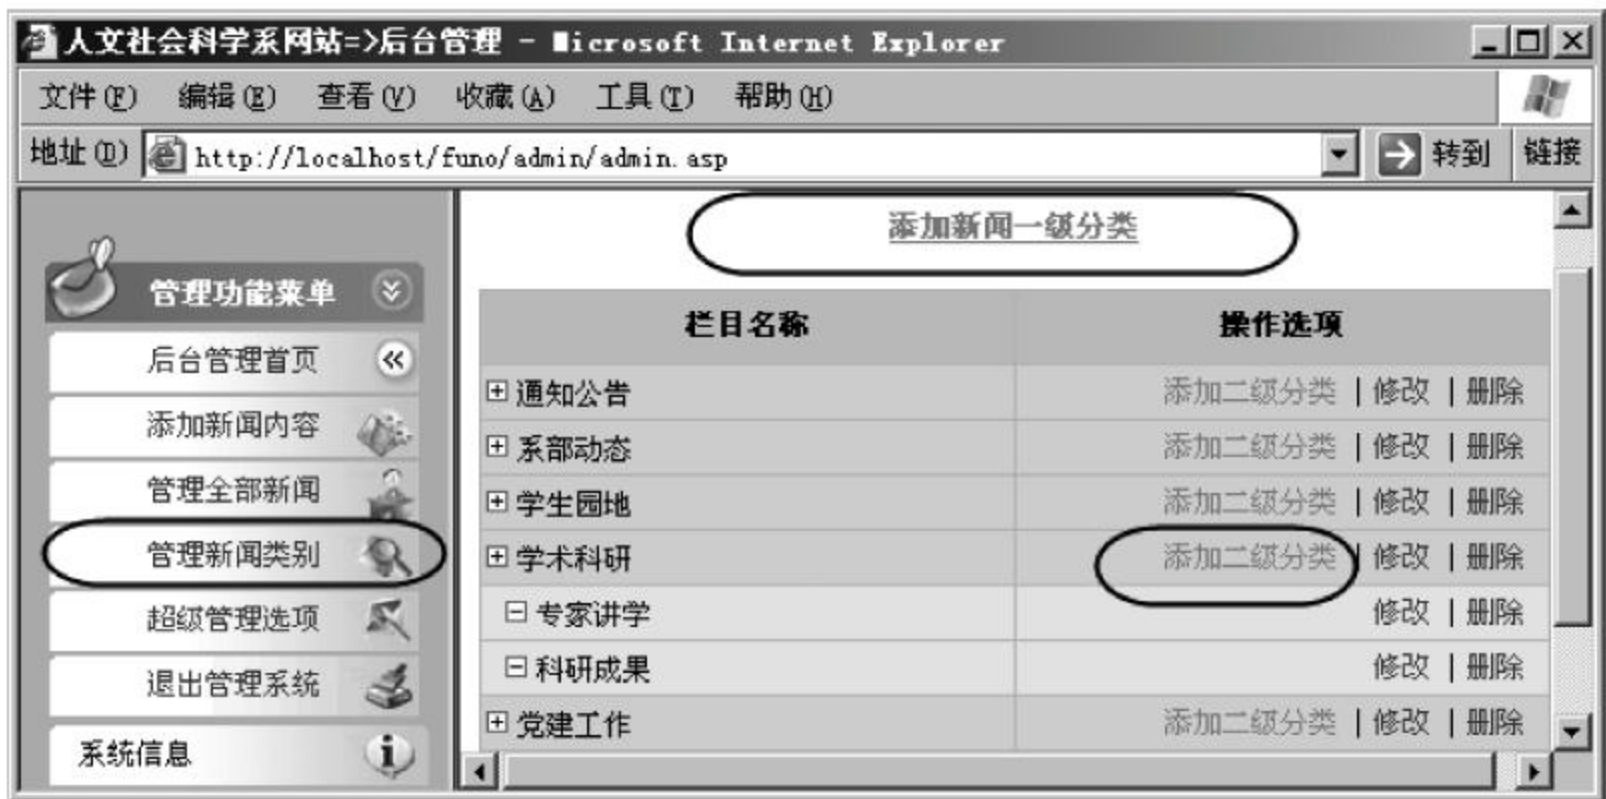 人文社会科学系网站=>后台管理 - Microsoft Internet Explorer
文件(F) 编辑(E) 查看(V) 收藏(A) 工具(T) 帮助(H)
地址(D) http://localhost/funo/admin/admin.asp 转到 链接
添加新闻一级分类
管理功能菜单
后台管理首页
添加新闻内容
管理全部新闻
管理新闻类别
超级管理选项
退出管理系统
系统信息
栏目名称 操作选项
通知公告 添加二级分类 | 修改 | 删除
系部动态 添加二级分类 | 修改 | 删除
学生园地 添加二级分类 | 修改 | 删除
学术科研 添加二级分类 | 修改 | 删除
专家讲学 修改 | 删除
科研成果 修改 | 删除
党建工作 添加二级分类 | 修改 | 删除